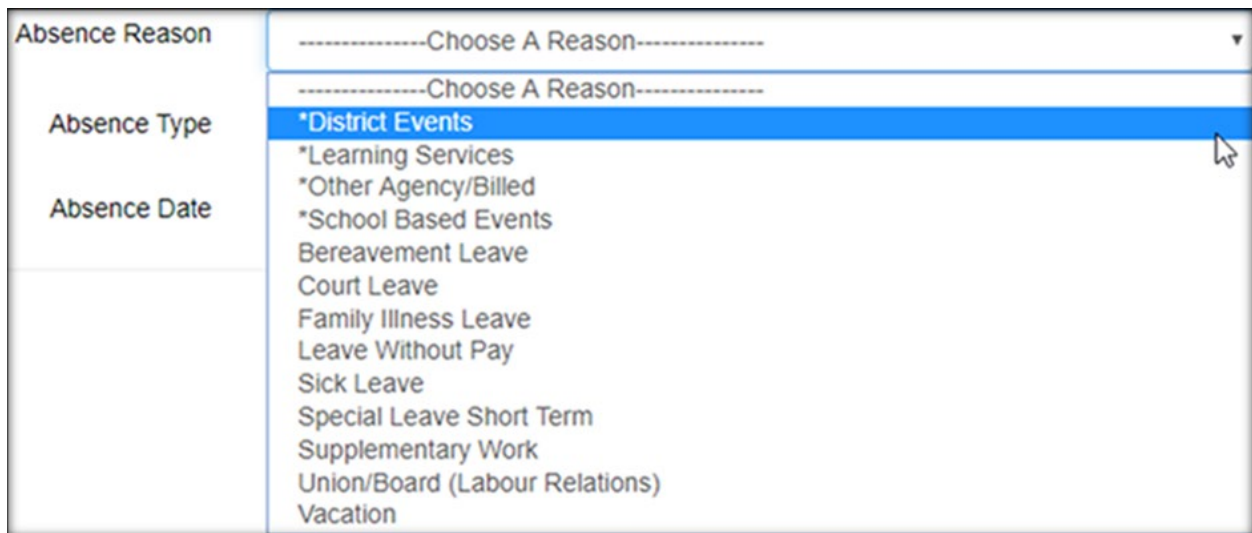 Absence Reason
---------------Choose A Reason---------------
---------------Choose A Reason---------------
Absence Type
*District Events
*Learning Services
*Other Agency/Billed
Absence Date
*School Based Events
Bereavement Leave
Court Leave
Family Illness Leave
Leave Without Pay
Sick Leave
Special Leave Short Term
Supplementary Work
Union/Board (Labour Relations)
Vacation